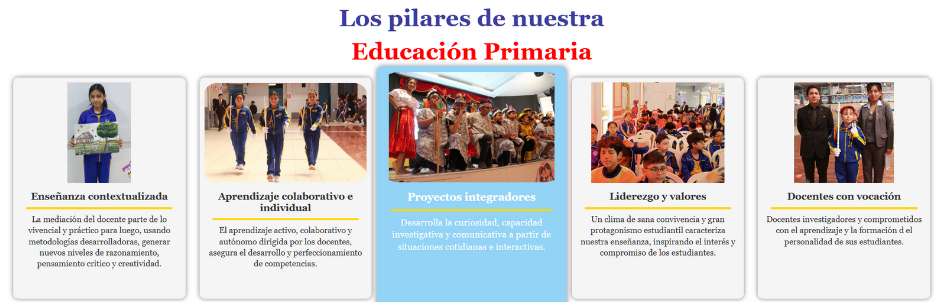 Los pilares de nuestra
Educación Primaria
Enseñanza contextualizada
La mediación del docente parte de lo
vivencial y práctico para luego, usando
metodologías desarrolladoras, generar
nuevos niveles de razonamiento,
pensamiento crítico y creatividad.
Aprendizaje colaborativo e
individual
El aprendizaje activo, colaborativo y
autónomo dirigida por los docentes,
asegura el desarrollo y perfeccionamiento
de competencias.
Proyectos integradores
Desarrolla la curiosidad, capacidad
investigativa y comunicativa a partir de
situaciones cotidianas e interactivas.
Liderezgo y valores
Un clima de sana convivencia y gran
protagonismo estudiantil caracteriza
nuestra enseñanza, inspirando el interés y
compromiso de los estudiantes.
Docentes con vocación
Docentes investigadores y comprometidos
con el aprendizaje y la formación d el
personalidad de sus estudiantes.